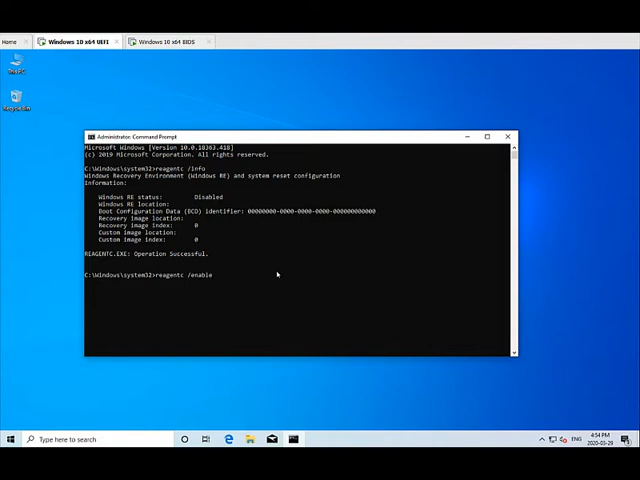 Home
Windows 10 x64 UEFI
Windows 10 x64 BIOS
This PC
Recycle Bin
Administrator: Command Prompt
Microsoft Windows [Version 10.0.18363.418]
(c) 2019 Microsoft Corporation. All rights reserved.
C:\Windows\system32>reagentc /info
Windows Recovery Environment (Windows RE) and system reset configuration
Information:
Windows RE status: Disabled
Windows RE location:
Boot Configuration Data (BCD) identifier: 00000000-0000-0000-0000-000000000000
Recovery image location:
Recovery image index: 0
Custom image location:
Custom image index: 0
REAGENTC.EXE: Operation Successful.
C:\Windows\system32>reagentc /enable
Type here to search
ENG
4:54 PM
2020-03-29